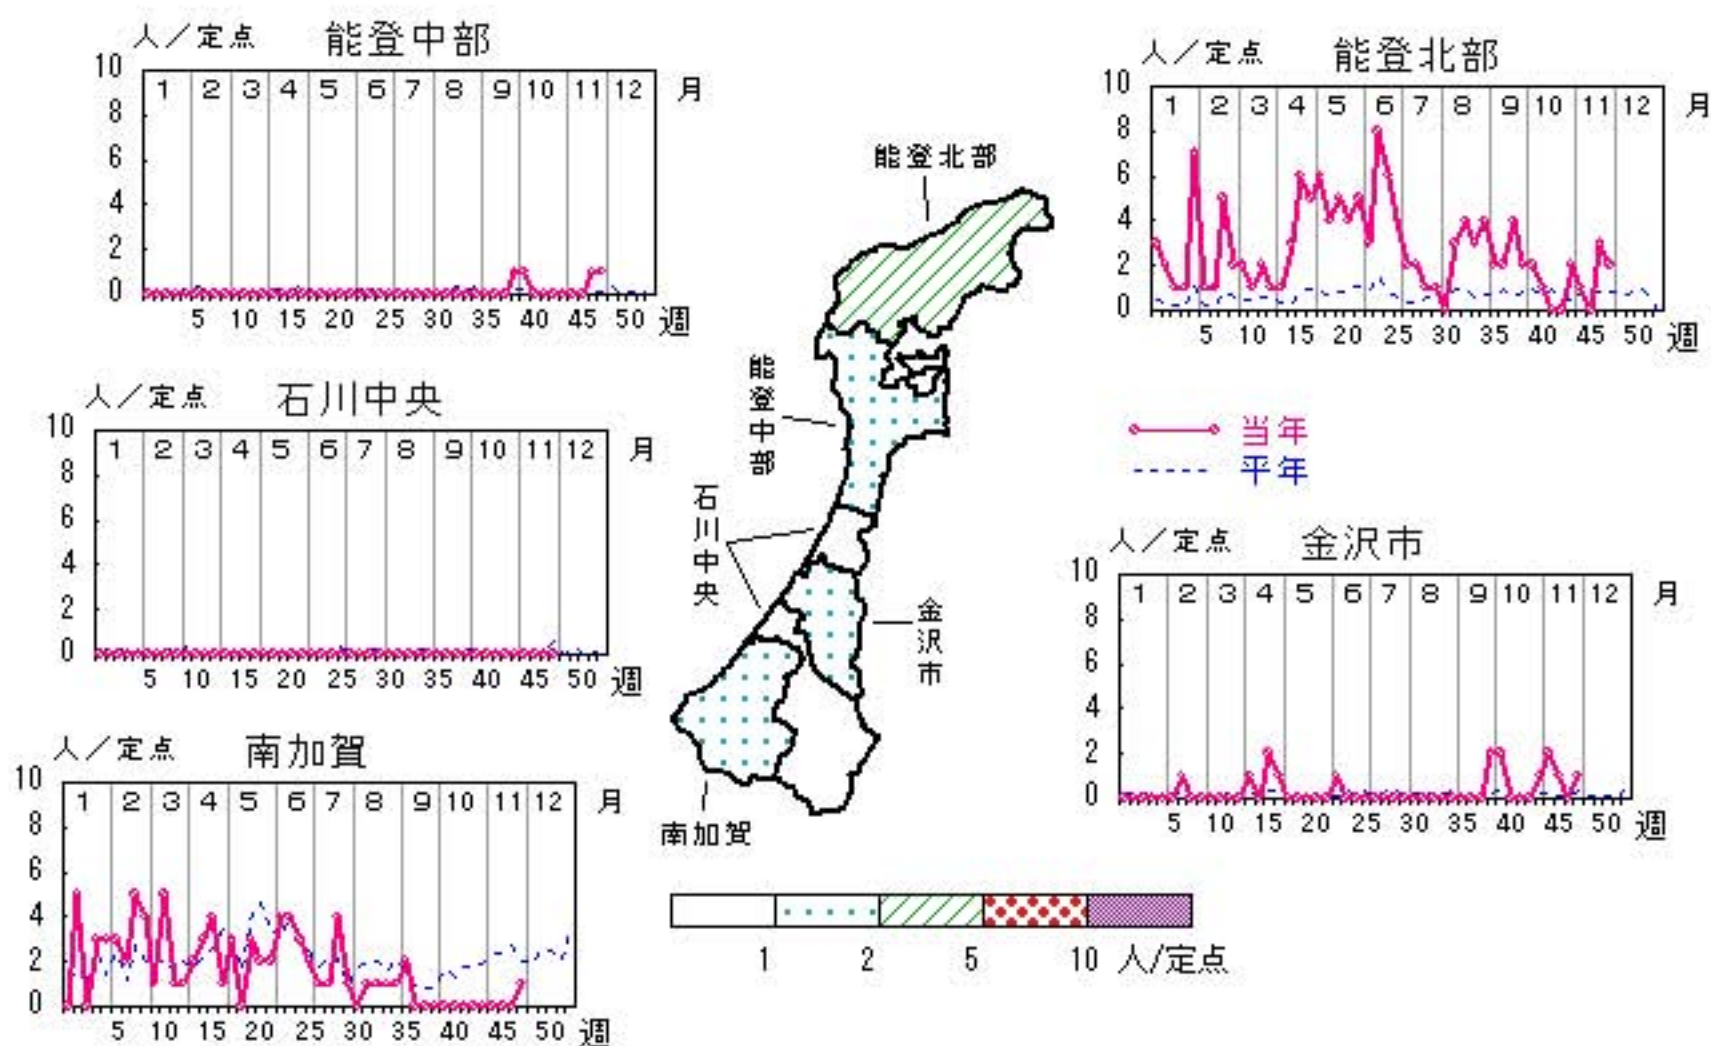 人／定点 能登中部
10 8 6 4 2 0
1 2 3 4 5 6 7 8 9 10 11 12 月
5 10 15 20 25 30 35 40 45 50 週
人／定点 能登北部
10 8 6 4 2 0
1 2 3 4 5 6 7 8 9 10 11 12 月
5 10 15 20 25 30 35 40 45 50 週
人／定点 石川中央
10 8 6 4 2 0
1 2 3 4 5 6 7 8 9 10 11 12 月
5 10 15 20 25 30 35 40 45 50 週
能登北部
能登中部
石川中央
金沢市
南加賀
当年
平年
人／定点 金沢市
10 8 6 4 2 0
1 2 3 4 5 6 7 8 9 10 11 12 月
5 10 15 20 25 30 35 40 45 50 週
人／定点 南加賀
10 8 6 4 2 0
1 2 3 4 5 6 7 8 9 10 11 12 月
5 10 15 20 25 30 35 40 45 50 週
1 2 5 10 人/定点